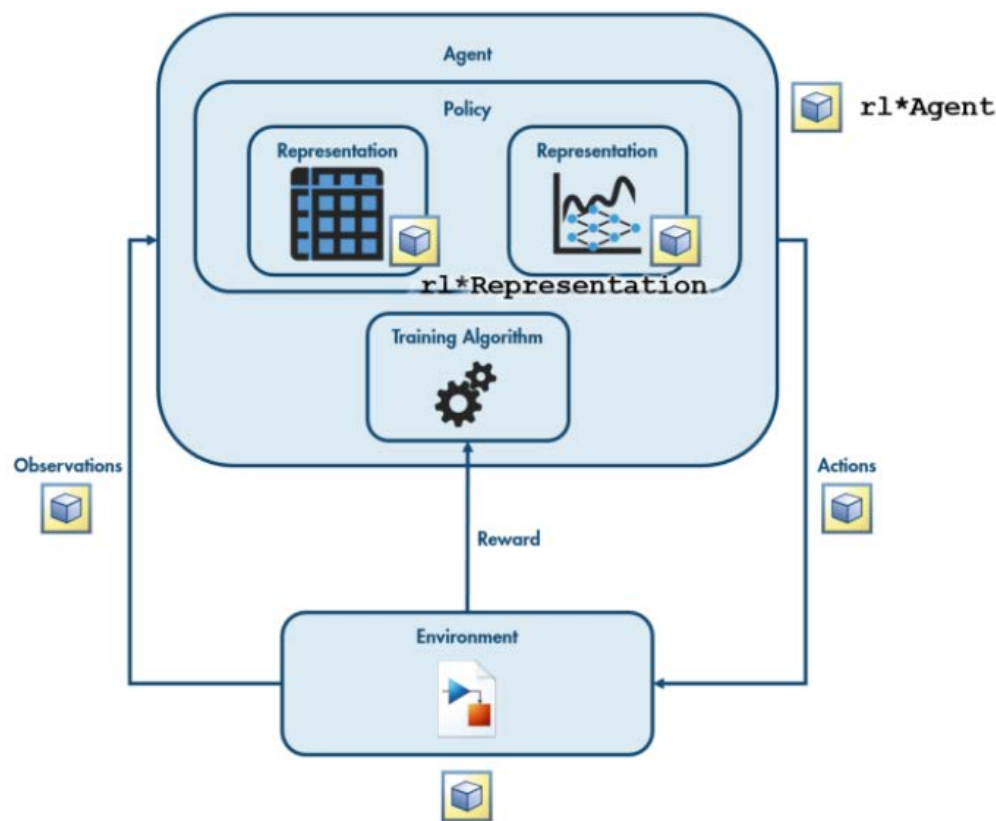 Agent
rl*Agent
Policy
Representation
Representation
rl*Representation
Training Algorithm
Observations
Actions
Reward
Environment